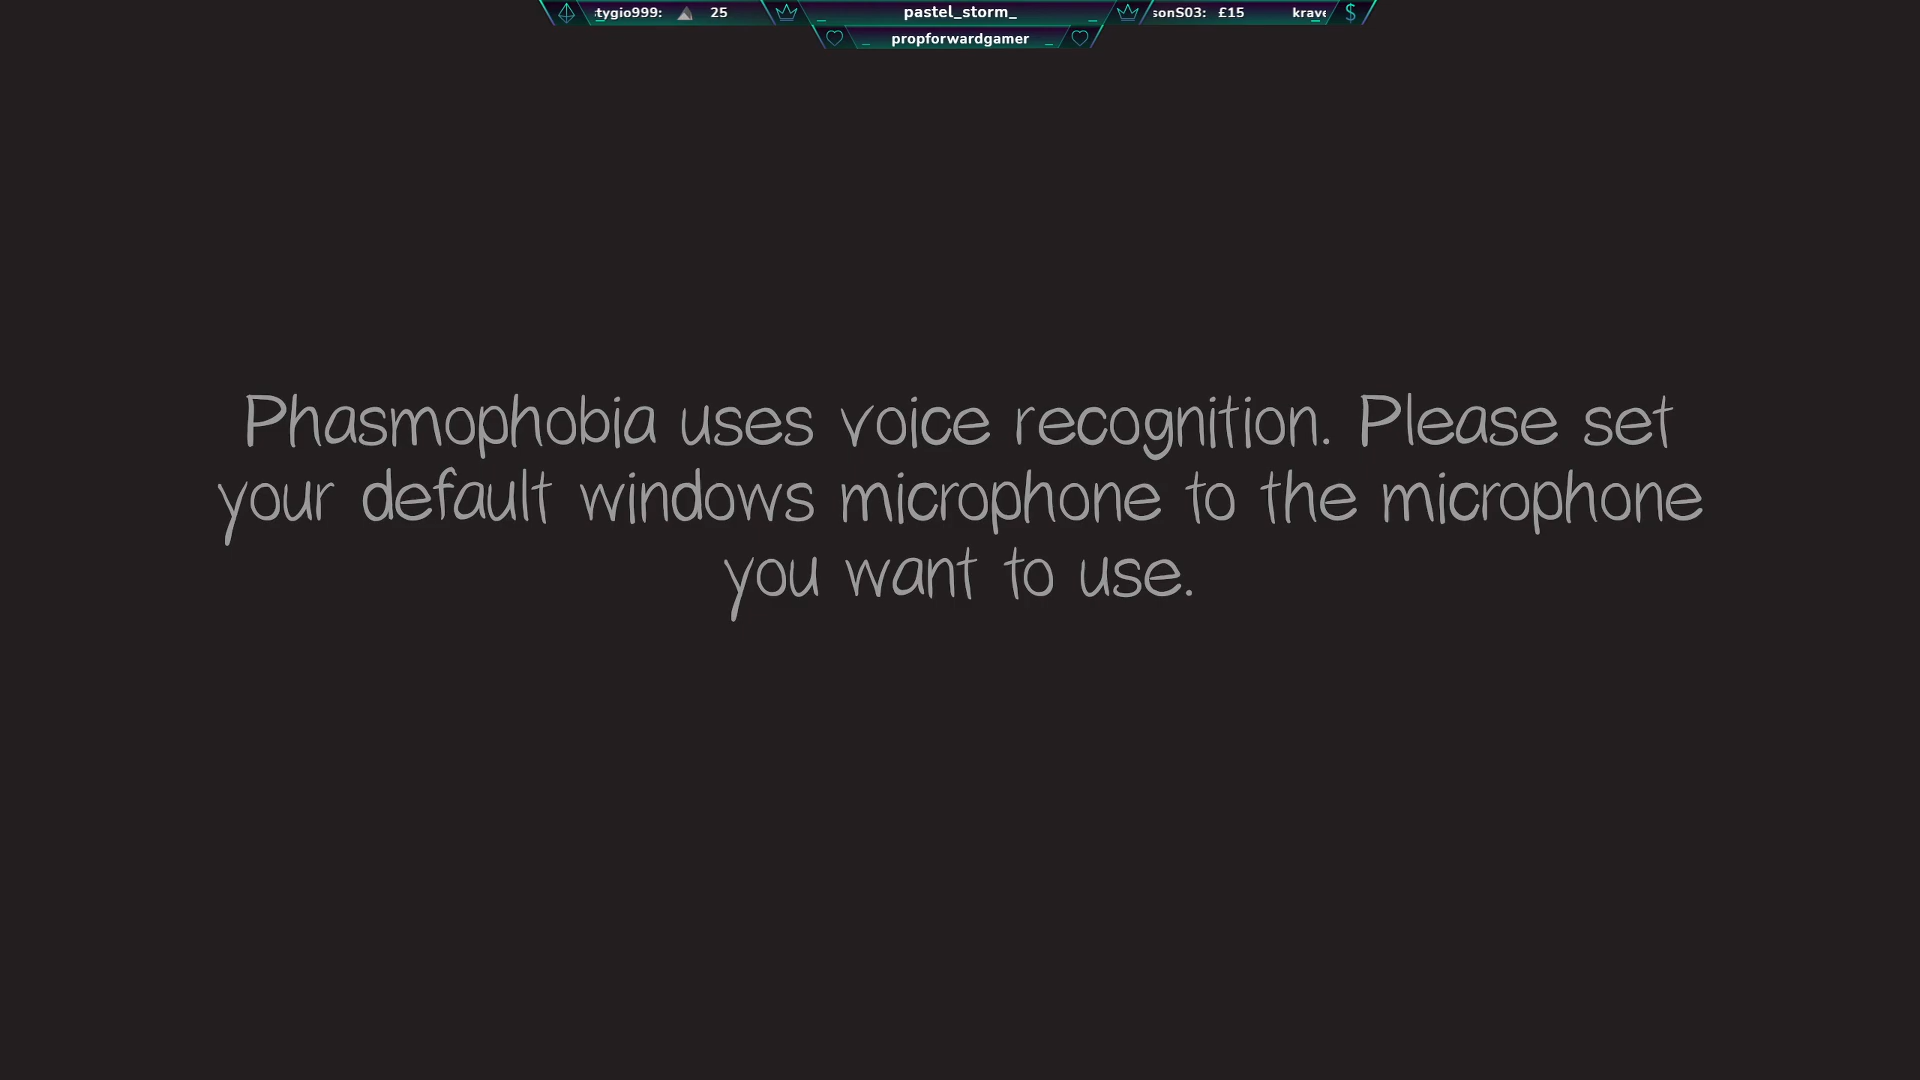 tygio999: 25 pastel_storm_ sonS03: £15
propforwardgamer
Phasmophobia uses voice recognition. Please set
your default windows microphone to the microphone
you want to use.